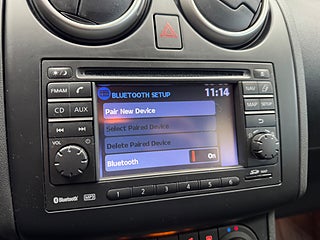 BLUETOOTH SETUP 11:14
Pair New Device
Select Paired Device
Delete Paired Device
Bluetooth On
FM·AM
CD AUX
NAV
MAP SETUP
VOL
1 2 3 4 5 6
Bluetooth MP3